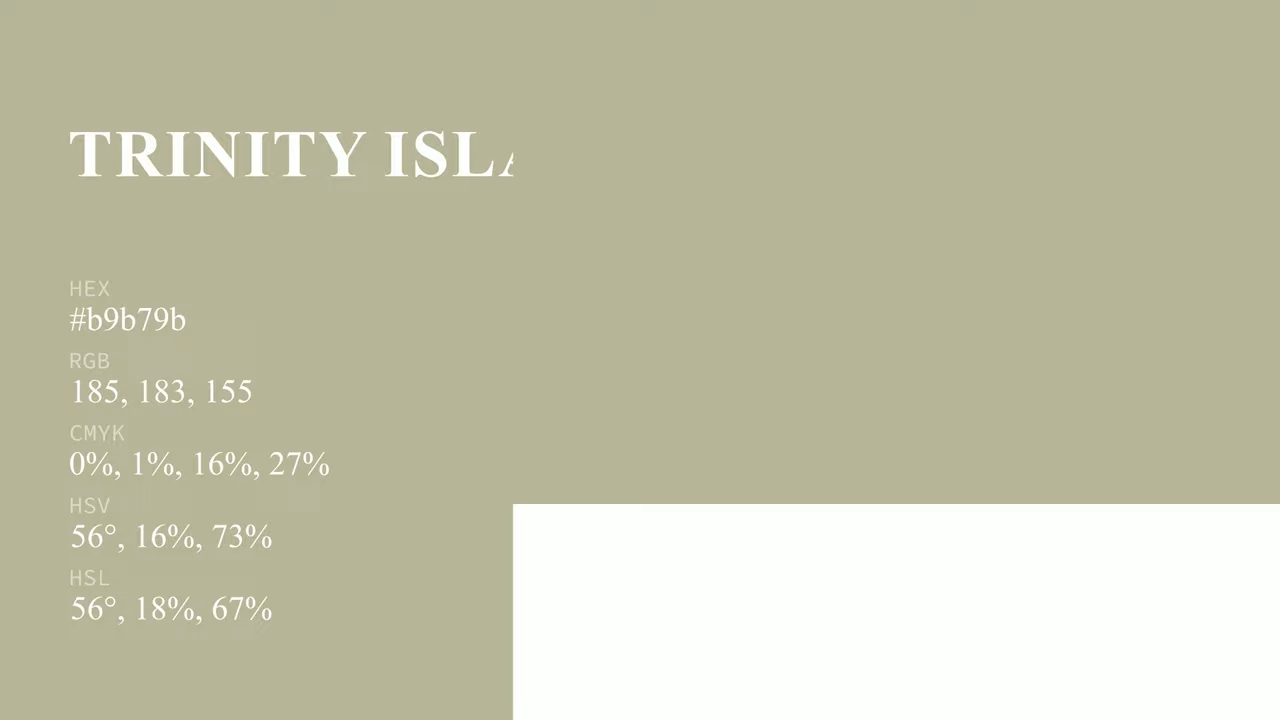 TRINITY ISLA
HEX
#b9b79b
RGB
185, 183, 155
CMYK
0%, 1%, 16%, 27%
HSV
56°, 16%, 73%
HSL
56°, 18%, 67%